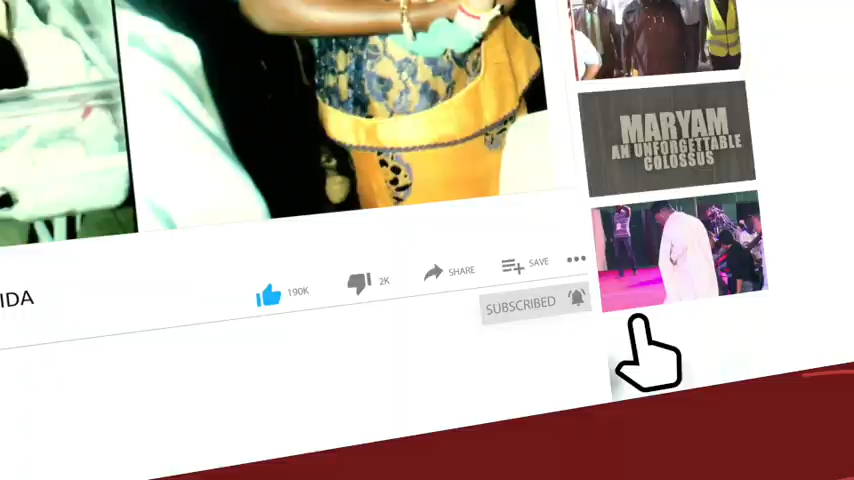 MARYAM
AN UNFORGETTABLE
COLOSSUS
IDA
190K
2K
SHARE
SAVE
SUBSCRIBED